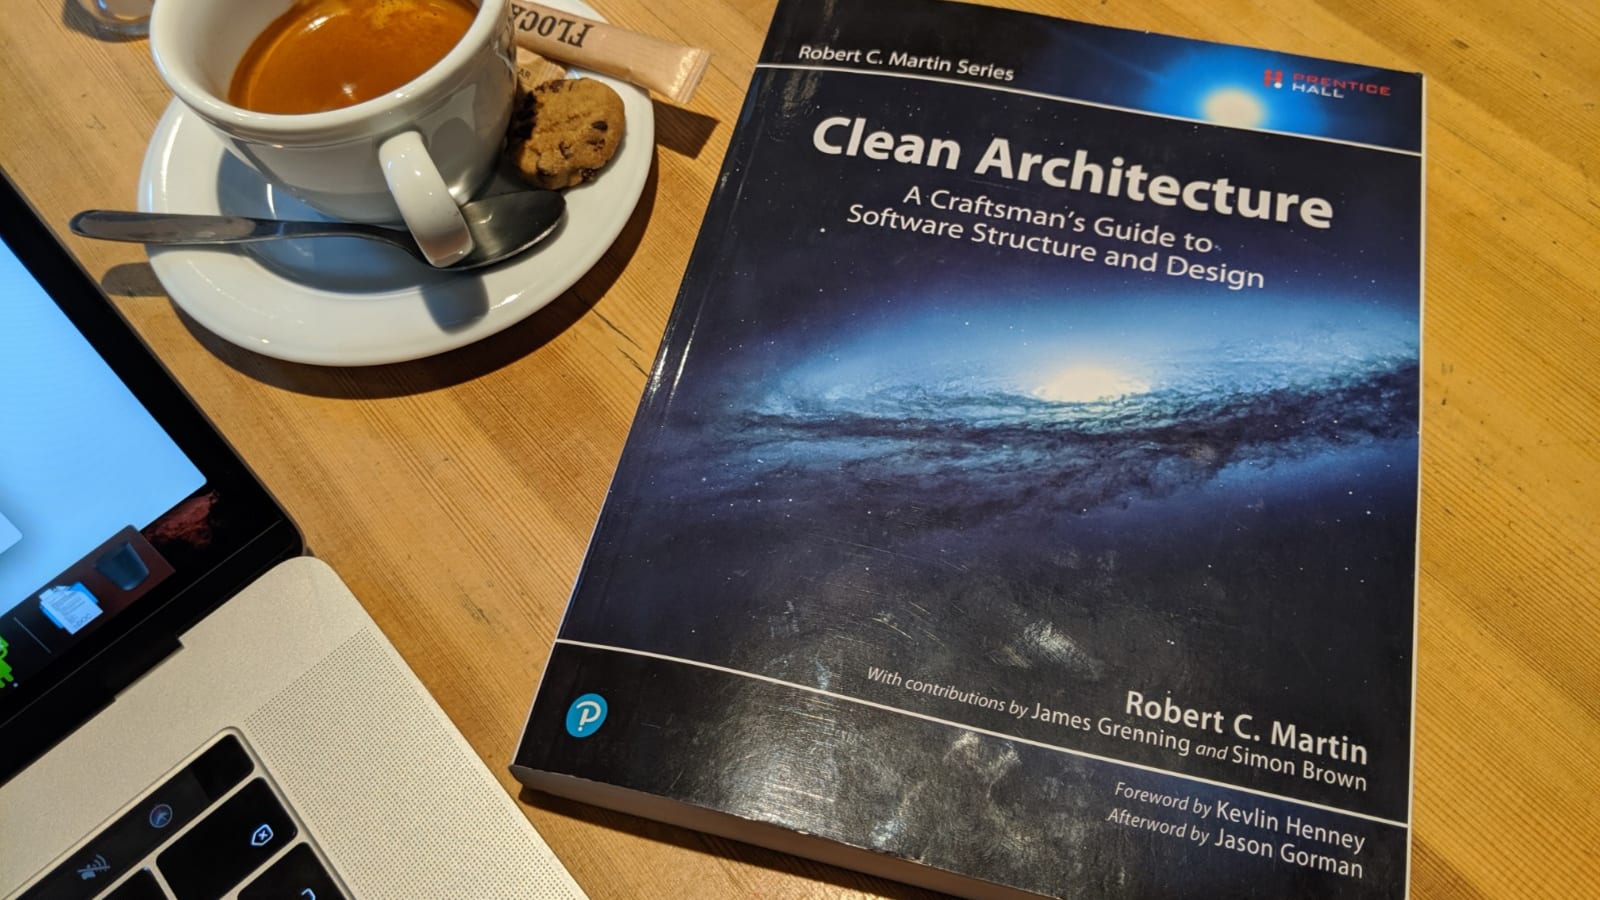 FLOCA
Robert C. Martin Series
PRENTICE
HALL
Clean Architecture
A Craftsman's Guide to
Software Structure and Design
Robert C. Martin
With contributions by James Grenning and Simon Brown
Foreword by Kevlin Henney
Afterword by Jason Gorman